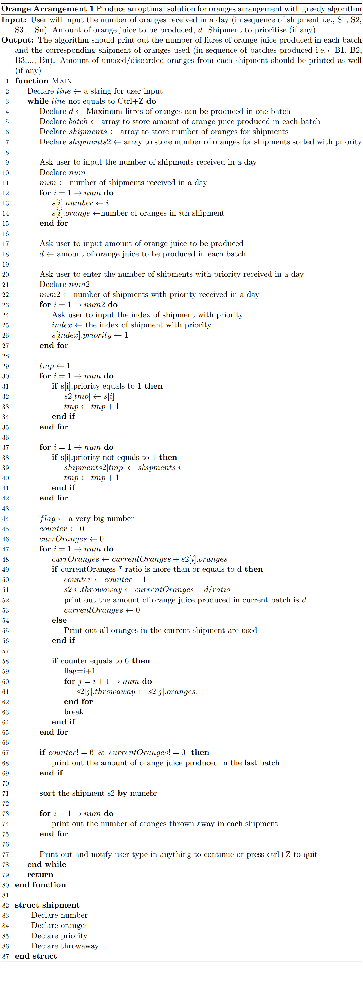 Orange Arrangement 1 Produce an optimal solution for oranges arrangement with greedy algorithm
Input: User will input the number of oranges received in a day (in sequence of shipment i.e., S1, S2,
S3,...,Sn) .Amount of orange juice to be produced, d. Shipment to prioritise (if any)
Output: The algorithm should print out the number of litres of orange juice produced in each batch
and the corresponding shipment of oranges used (in sequence of batches produced i.e.，B1, B2,
B3,..., Bn). Amount of unused/discarded oranges from each shipment should be printed as well
(if any)
1: function MAIN
2: Declare line ← a string for user input
3: while line not equals to Ctrl+Z do
4: Declare d ← Maximum litres of oranges can be produced in one batch
5: Declare batch ← array to store amount of orange juice produced in each batch
6: Declare shipments ← array to store number of oranges for shipments
7: Declare shipments2 ← array to store number of oranges for shipments sorted with priority
8:
9: Ask user to input the number of shipments received in a day
10: Declare num
11: num ← number of shipments received in a day
12: for i = 1 → num do
13: s[i].number ← i
14: s[i].orange ←number of oranges in ith shipment
15: end for
16:
17: Ask user to input amount of orange juice to be produced
18: d ← amount of orange juice to be produced in each batch
19:
20: Ask user to enter the number of shipments with priority received in a day
21: Declare num2
22: num2 ← number of shipments with priority received in a day
23: for i = 1 → num2 do
24: Ask user to input the index of shipment with priority
25: index ← the index of shipment with priority
26: s[index].priority ← 1
27: end for
28:
29: tmp ← 1
30: for i = 1 → num do
31: if s[i].priority equals to 1 then
32: s2[tmp] ← s[i]
33: tmp ← tmp + 1
34: end if
35: end for
36:
37: for i = 1 → num do
38: if s[i].priority not equals to 1 then
39: shipments2[tmp] ← shipments[i]
40: tmp ← tmp + 1
41: end if
42: end for
43:
44: flag ← a very big number
45: counter ← 0
46: currOranges ← 0
47: for i = 1 → num do
48: currOranges ← currentOranges + s2[i].oranges
49: if currentOranges * ratio is more than or equals to d then
50: counter ← counter + 1
51: s2[i].throwaway ← currentOranges − d/ratio
52: print out the amount of orange juice produced in current batch is d
53: currentOranges ← 0
54: else
55: Print out all oranges in the current shipment are used
56: end if
57:
58: if counter equals to 6 then
59: flag=i+1
60: for j = i + 1 → num do
61: s2[j].throwaway ← s2[j].oranges;
62: end for
63: break
64: end if
65: end for
66:
67: if counter! = 6 & currentOranges! = 0 then
68: print out the amount of orange juice produced in the last batch
69: end if
70:
71: sort the shipment s2 by numebr
72:
73: for i = 1 → num do
74: print out the number of oranges thrown away in each shipment
75: end for
76:
77: Print out and notify user type in anything to continue or press ctrl+Z to quit
78: end while
79: return
80: end function
81:
82: struct shipment
83: Declare number
84: Declare oranges
85: Declare priority
86: Declare throwaway
87: end struct